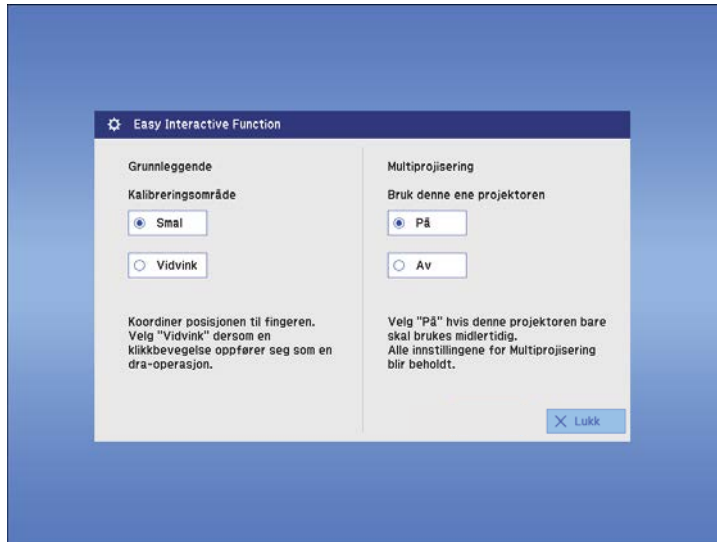 Easy Interactive Function
Grunnleggende
Kalibreringsområde
Smal
Vidvink
Koordiner posisjonen til fingeren.
Velg "Vidvink" dersom en
klikkbevegelse oppfører seg som en
dra-operasjon.
Multiprojisering
Bruk denne ene projektoren
På
Av
Velg "På" hvis denne projektoren bare
skal brukes midlertidig.
Alle innstillingene for Multiprojisering
blir beholdt.
Lukk